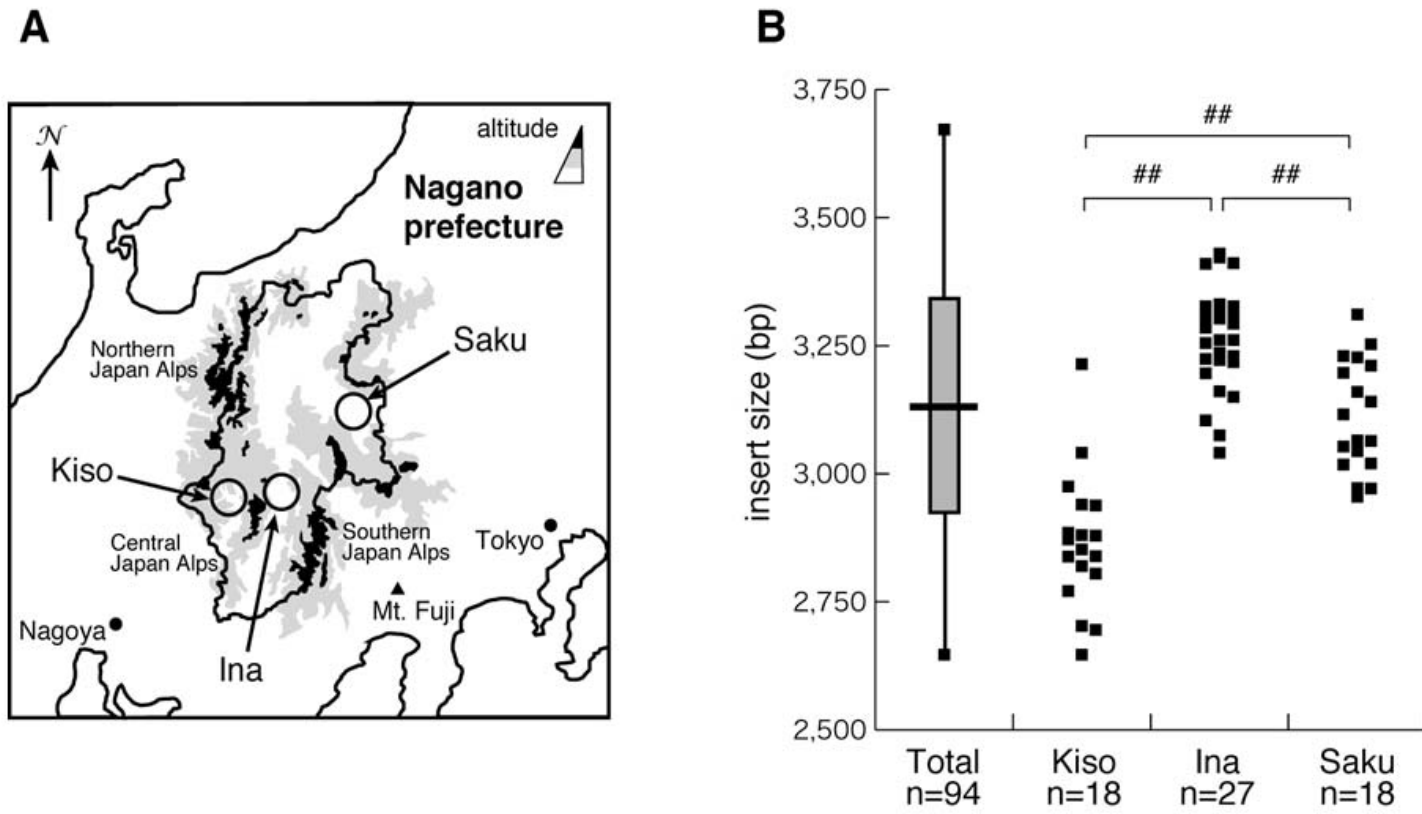 A
𝒩
altitude
Nagano
prefecture
Northern
Japan Alps
Saku
Kiso
Central
Japan Alps
Southern
Japan Alps
Tokyo
Mt. Fuji
Nagoya
Ina
B
insert size (bp)
3,750
3,500
3,250
3,000
2,750
2,500
##
##
##
Total
n=94
Kiso
n=18
Ina
n=27
Saku
n=18